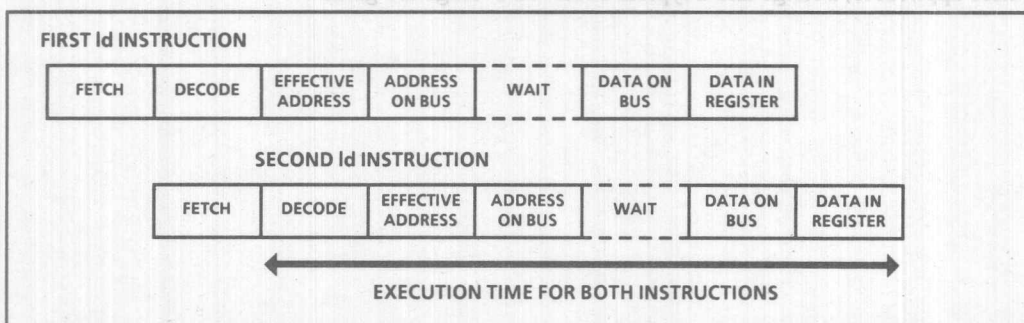 FIRST ld INSTRUCTION
FETCH
DECODE
EFFECTIVE
ADDRESS
ADDRESS
ON BUS
WAIT
DATA ON
BUS
DATA IN
REGISTER
SECOND ld INSTRUCTION
FETCH
DECODE
EFFECTIVE
ADDRESS
ADDRESS
ON BUS
WAIT
DATA ON
BUS
DATA IN
REGISTER
EXECUTION TIME FOR BOTH INSTRUCTIONS